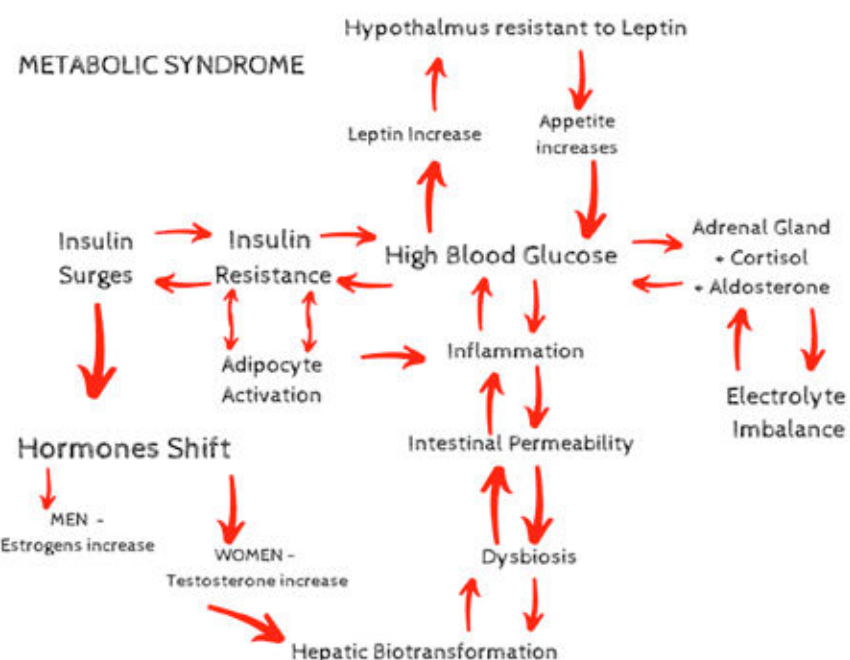 Hypothalmus resistant to Leptin
METABOLIC SYNDROME
Leptin Increase
Appetite
increases
Insulin
Surges
Insulin
Resistance
High Blood Glucose
Adrenal Gland
+ Cortisol
+ Aldosterone
Adipocyte
Activation
Inflammation
Electrolyte
Imbalance
Hormones Shift
Intestinal Permeability
MEN -
Estrogens increase
WOMEN -
Testosterone increase
Dysbiosis
Hepatic Biotransformation